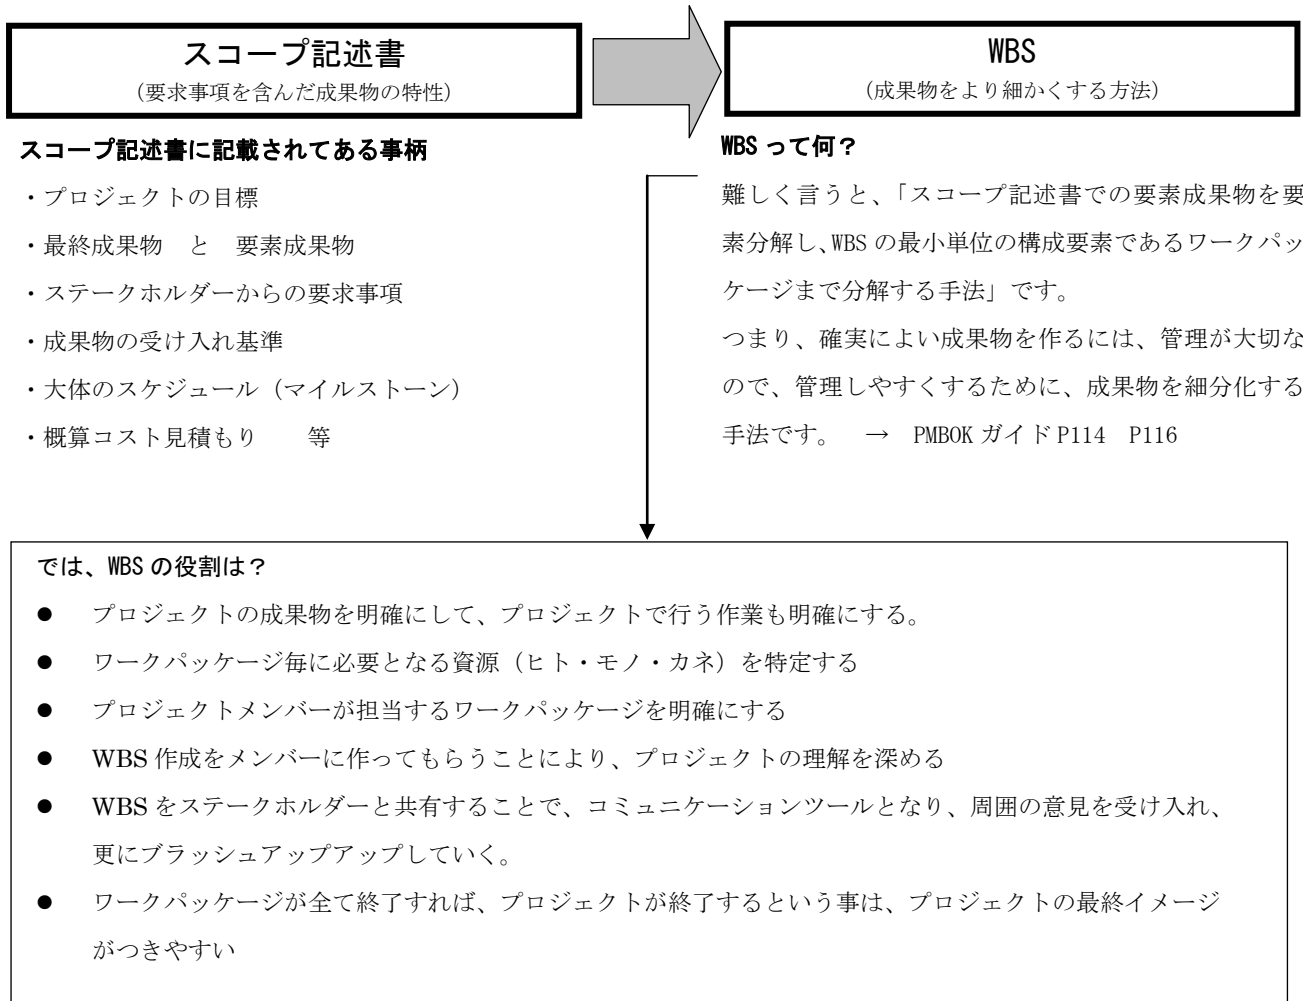 スコープ記述書
（要求事項を含んだ成果物の特性）
WBS
（成果物をより細かくする方法）
スコープ記述書に記載されてある事柄
・プロジェクトの目標
・最終成果物　と　要素成果物
・ステークホルダーからの要求事項
・成果物の受け入れ基準
・大体のスケジュール（マイルストーン）
・概算コスト見積もり　　等
WBS って何？
難しく言うと、「スコープ記述書での要素成果物を要
素分解し、WBS の最小単位の構成要素であるワークパッ
ケージまで分解する手法」です。
つまり、確実によい成果物を作るには、管理が大切な
ので、管理しやすくするために、成果物を細分化する
手法です。　→　PMBOK ガイド P114　P116
では、WBS の役割は？
●　プロジェクトの成果物を明確にして、プロジェクトで行う作業も明確にする。
●　ワークパッケージ毎に必要となる資源（ヒト・モノ・カネ）を特定する
●　プロジェクトメンバーが担当するワークパッケージを明確にする
●　WBS 作成をメンバーに作ってもらうことにより、プロジェクトの理解を深める
●　WBS をステークホルダーと共有することで、コミュニケーションツールとなり、周囲の意見を受け入れ、
更にブラッシュアップアップしていく。
●　ワークパッケージが全て終了すれば、プロジェクトが終了するという事は、プロジェクトの最終イメージ
がつきやすい